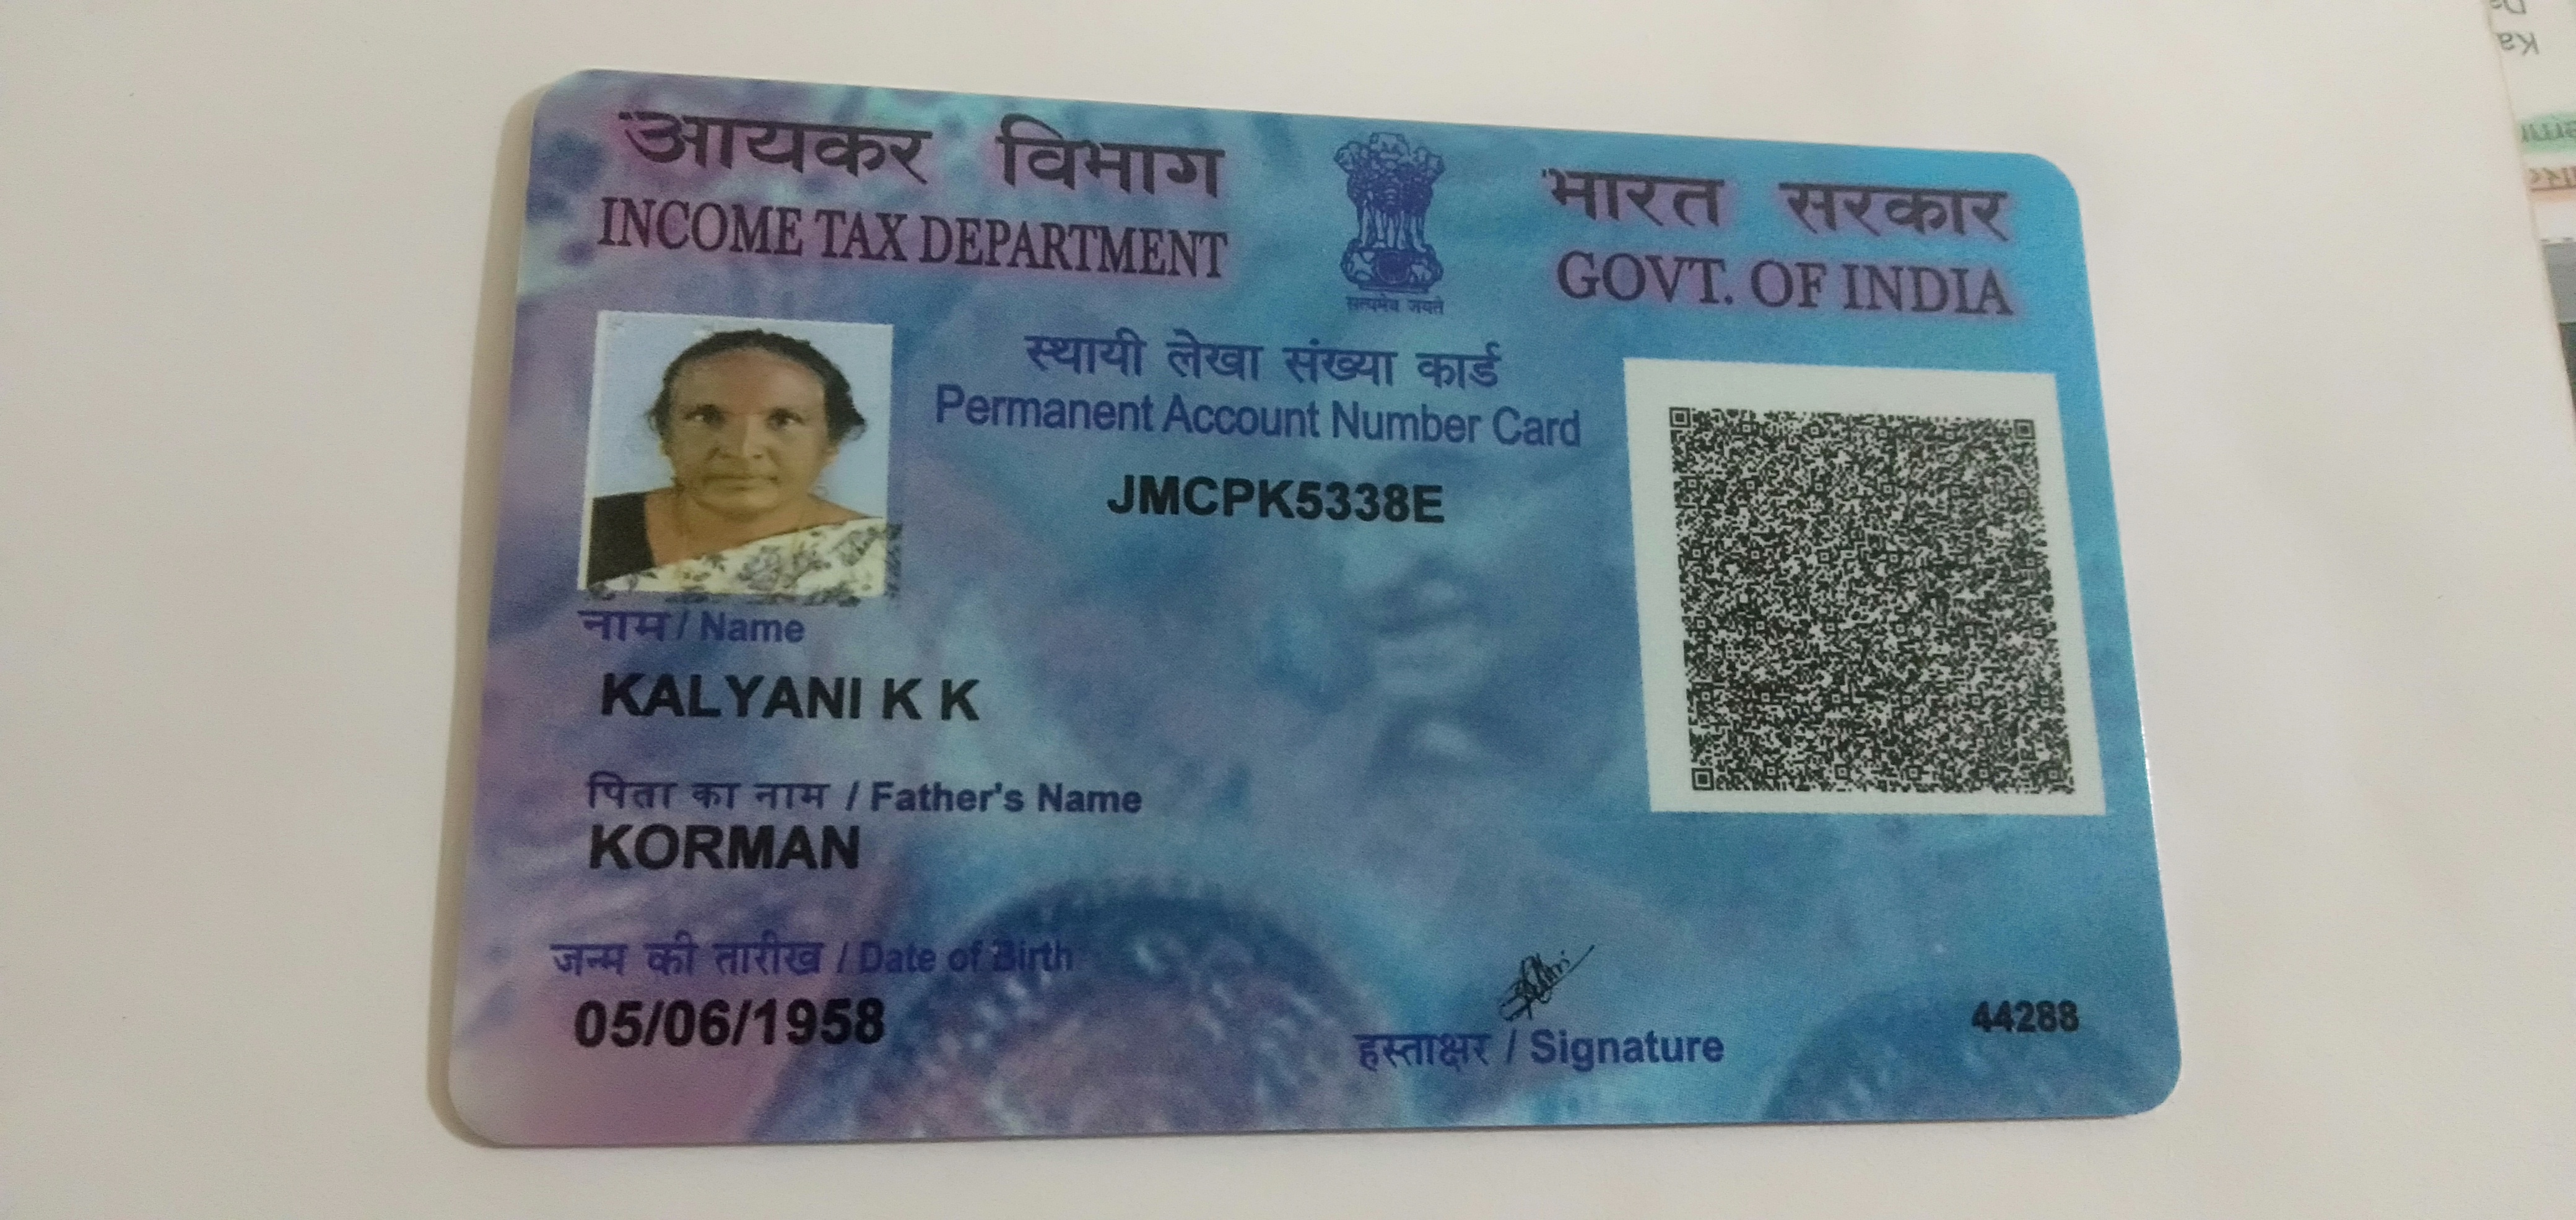 आयकर विभाग
INCOME TAX DEPARTMENT
सत्यमेव जयते
भारत सरकार
GOVT. OF INDIA
स्थायी लेखा संख्या कार्ड
Permanent Account Number Card
JMCPK5338E
नाम / Name
KALYANI K K
पिता का नाम / Father's Name
KORMAN
जन्म की तारीख / Date of Birth
05/06/1958
हस्ताक्षर / Signature
44288